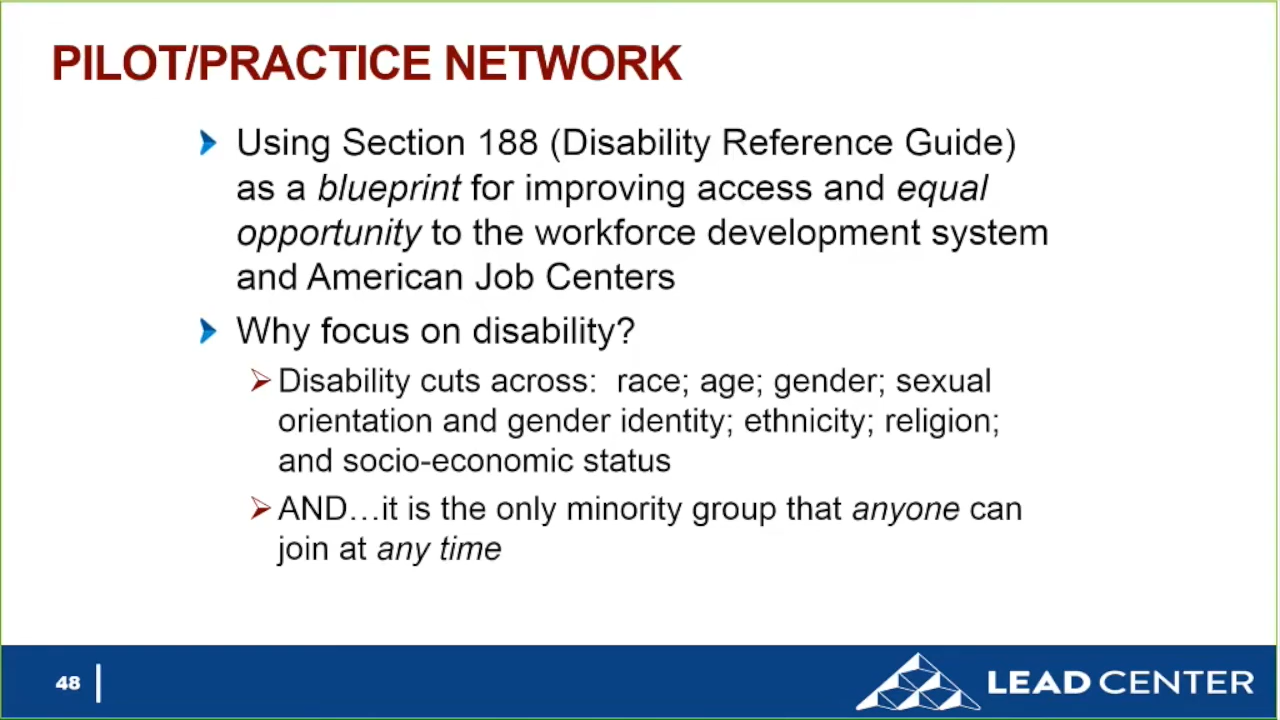 PILOT/PRACTICE NETWORK
Using Section 188 (Disability Reference Guide)
as a blueprint for improving access and equal
opportunity to the workforce development system
and American Job Centers
Why focus on disability?
Disability cuts across:  race; age; gender; sexual
orientation and gender identity; ethnicity; religion;
and socio-economic status
AND…it is the only minority group that anyone can
join at any time
48
LEAD CENTER